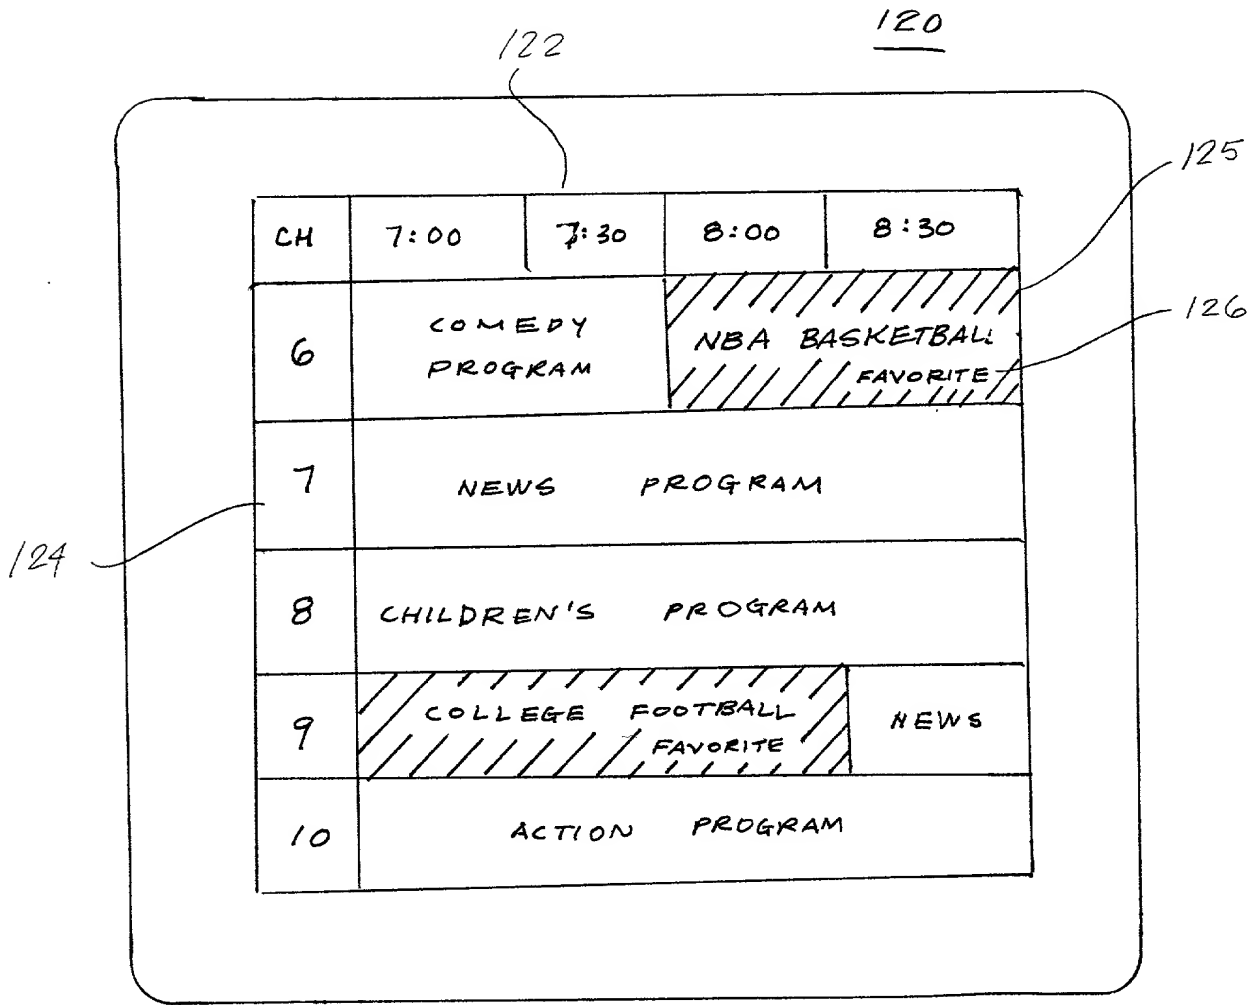 120
122
125
CH 7:00 7:30 8:00 8:30
126
6 COMEDY PROGRAM NBA BASKETBALL FAVORITE
7 NEWS PROGRAM
124
8 CHILDREN'S PROGRAM
9 COLLEGE FOOTBALL FAVORITE NEWS
10 ACTION PROGRAM